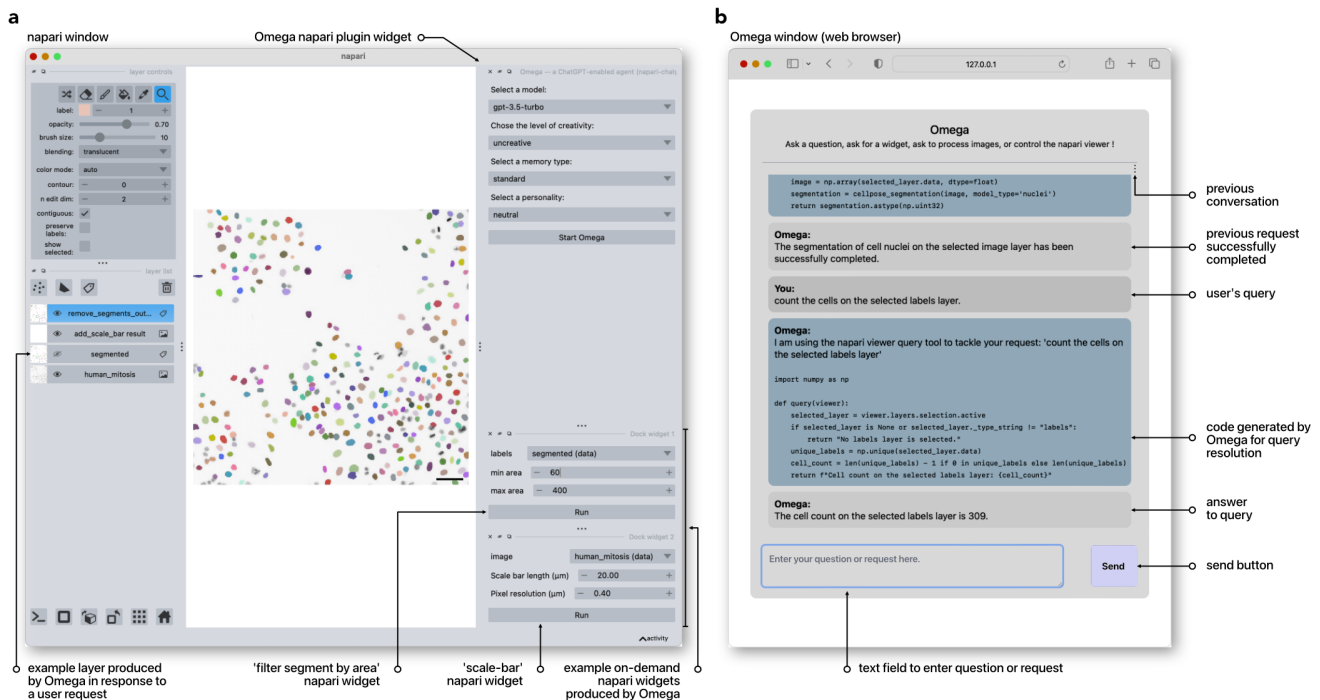 a
napari window
Omega napari plugin widget
napari
layer controls
label: − 1 +
opacity: 0.70
brush size: 10
blending: translucent
color mode: auto
contour: − 0 +
n edit dim: − 2 +
contiguous:
preserve
labels:
show
selected:
layer list
remove_segments_out...
add_scale_bar result
segmented
human_mitosis
Omega — a ChatGPT-enabled agent (napari-chatg
Select a model:
gpt-3.5-turbo
Chose the level of creativity:
uncreative
Select a memory type:
standard
Select a personality:
neutral
Start Omega
Dock widget 1
labels segmented (data)
min area − 60 +
max area − 400 +
Run
Dock widget 2
image human_mitosis (data)
Scale bar length (μm) − 20.00 +
Pixel resolution (μm) − 0.40 +
Run
activity
example layer produced
by Omega in response to
a user request
'filter segment by area'
napari widget
'scale-bar'
napari widget
example on-demand
napari widgets
produced by Omega
b
Omega window (web browser)
127.0.0.1
Omega
Ask a question, ask for a widget, ask to process images, or control the napari viewer !
image = np.array(selected_layer.data, dtype=float)
segmentation = cellpose_segmentation(image, model_type='nuclei')
return segmentation.astype(np.uint32)
Omega:
The segmentation of cell nuclei on the selected image layer has been
successfully completed.
You:
count the cells on the selected labels layer.
Omega:
I am using the napari viewer query tool to tackle your request: 'count the cells on
the selected labels layer'
import numpy as np
def query(viewer):
selected_layer = viewer.layers.selection.active
if selected_layer is None or selected_layer._type_string != "labels":
return "No labels layer is selected."
unique_labels = np.unique(selected_layer.data)
cell_count = len(unique_labels) - 1 if 0 in unique_labels else len(unique_labels)
return f"Cell count on the selected labels layer: {cell_count}"
Omega:
The cell count on the selected labels layer is 309.
Enter your question or request here.
Send
previous
conversation
previous request
successfully
completed
user's query
code generated by
Omega for query
resolution
answer
to query
send button
text field to enter question or request